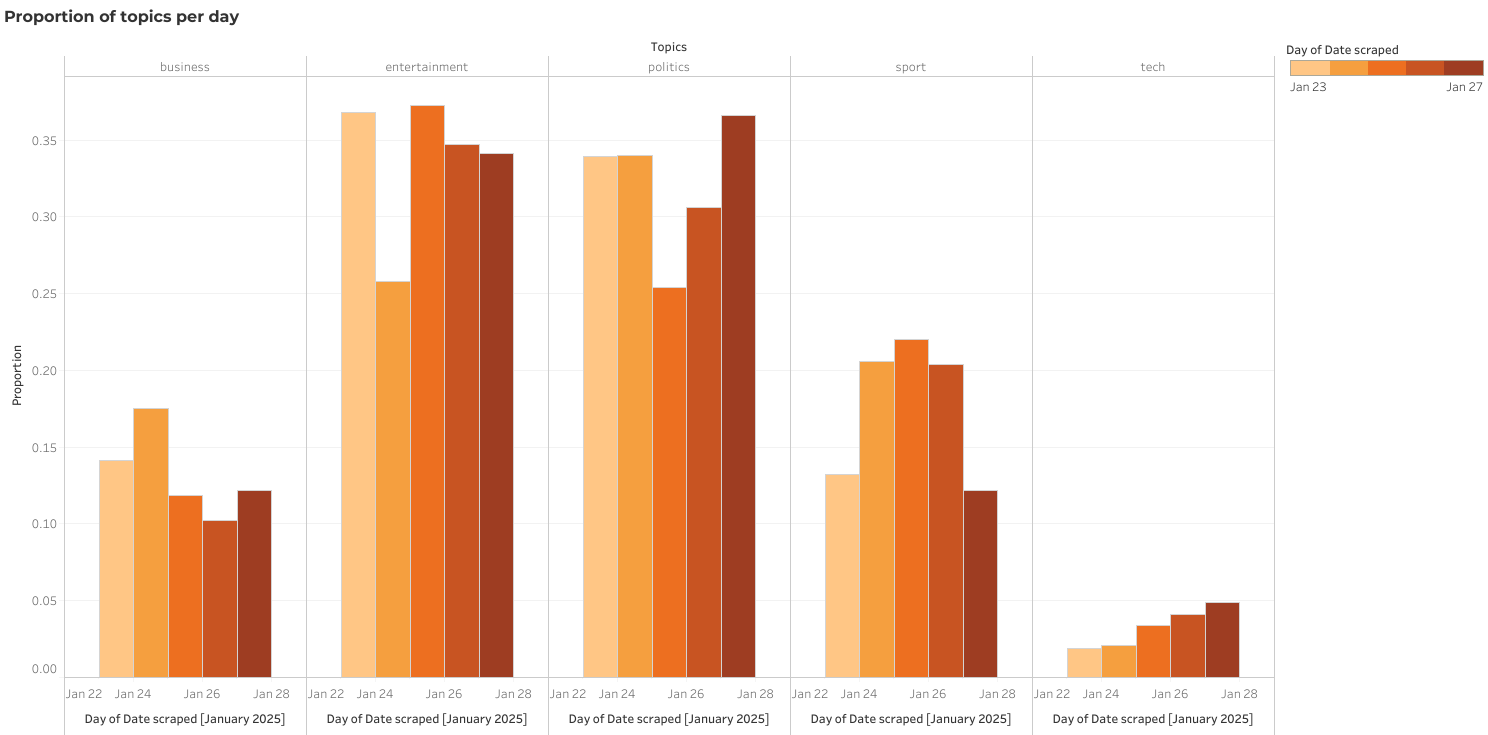 Proportion of topics per day
Topics
business entertainment politics sport tech
Day of Date scraped
Jan 23 Jan 27
Proportion
0.35
0.30
0.25
0.20
0.15
0.10
0.05
0.00
Jan 22 Jan 24 Jan 26 Jan 28 Jan 22 Jan 24 Jan 26 Jan 28 Jan 22 Jan 24 Jan 26 Jan 28 Jan 22 Jan 24 Jan 26 Jan 28 Jan 22 Jan 24 Jan 26 Jan 28
Day of Date scraped [January 2025] Day of Date scraped [January 2025] Day of Date scraped [January 2025] Day of Date scraped [January 2025] Day of Date scraped [January 2025]